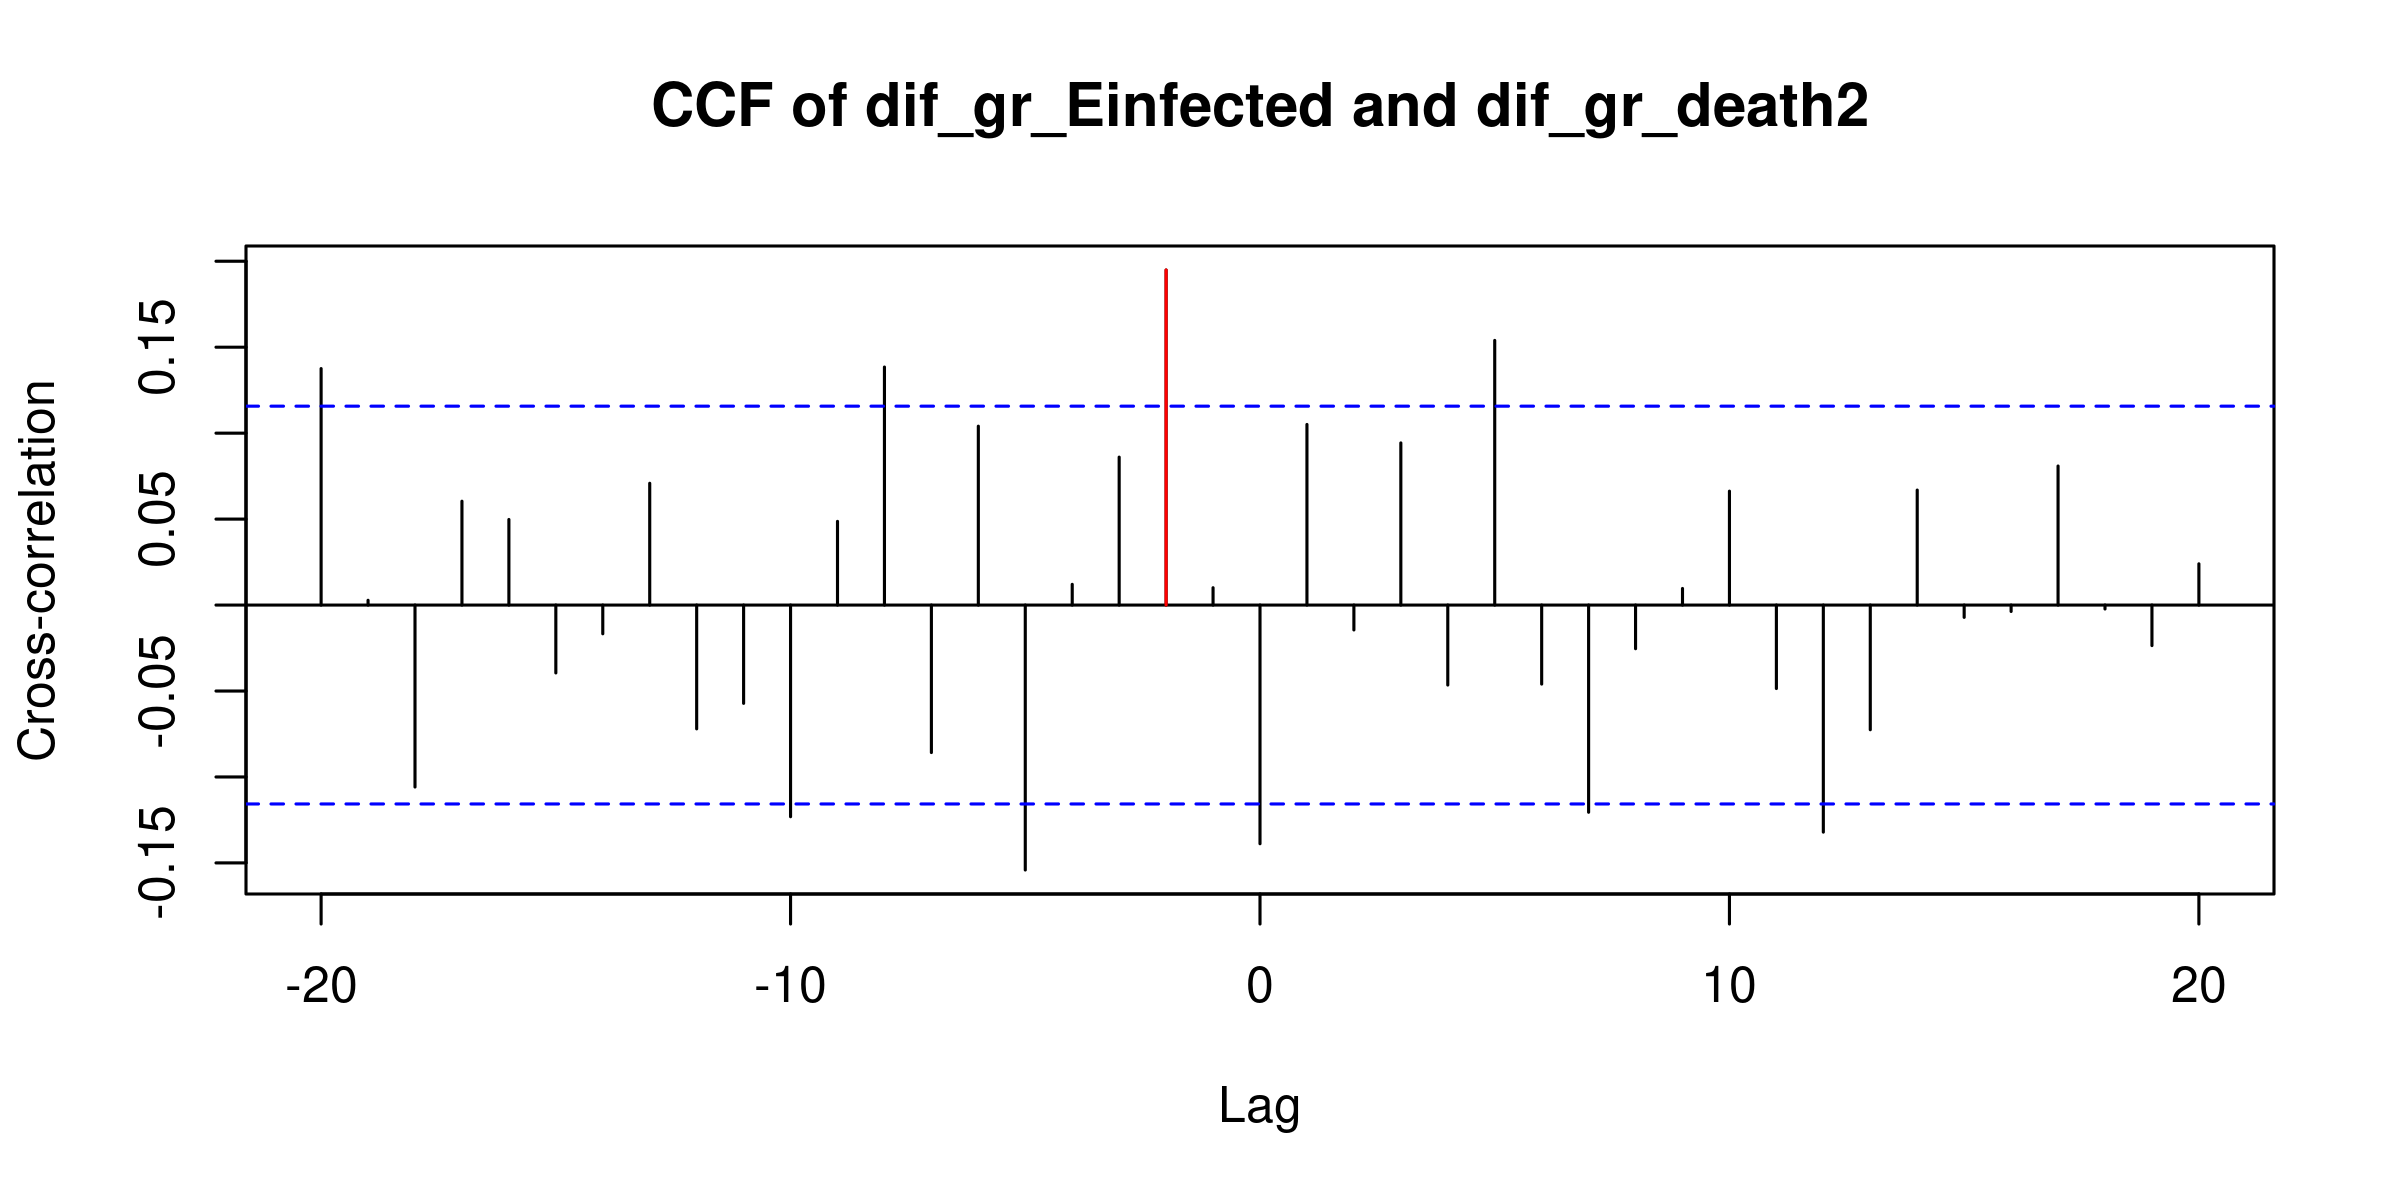 CCF of dif_gr_Einfected and dif_gr_death2
Cross-correlation
0.15
0.05
-0.05
-0.15
-20 -10 0 10 20
Lag